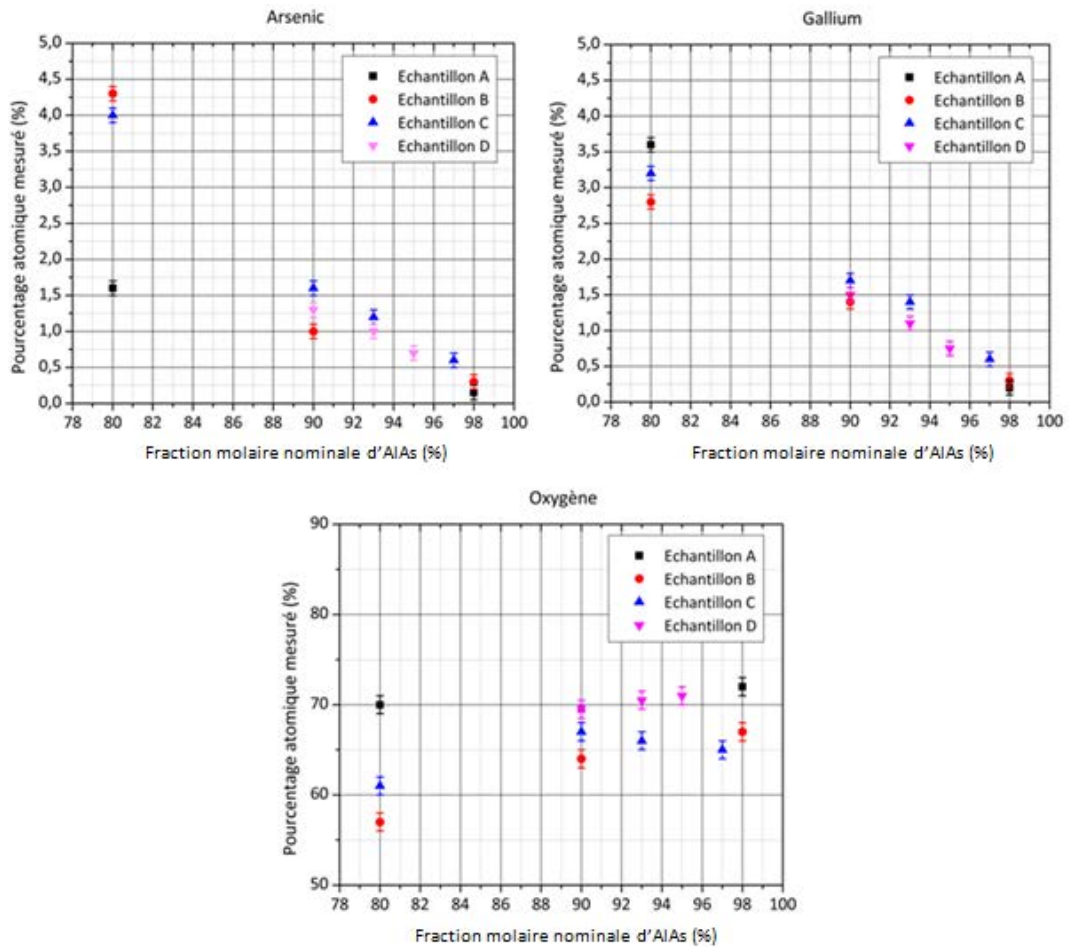 Arsenic
Pourcentage atomique mesuré (%)
5,0
4,5
4,0
3,5
3,0
2,5
2,0
1,5
1,0
0,5
0,0
Echantillon A
Echantillon B
Echantillon C
Echantillon D
78 80 82 84 86 88 90 92 94 96 98 100
Fraction molaire nominale d'AlAs (%)
Gallium
Pourcentage atomique mesuré (%)
5,0
4,5
4,0
3,5
3,0
2,5
2,0
1,5
1,0
0,5
0,0
Echantillon A
Echantillon B
Echantillon C
Echantillon D
78 80 82 84 86 88 90 92 94 96 98 100
Fraction molaire nominale d'AlAs (%)
Oxygène
Pourcentage atomique mesuré (%)
90
80
70
60
50
Echantillon A
Echantillon B
Echantillon C
Echantillon D
78 80 82 84 86 88 90 92 94 96 98 100
Fraction molaire nominale d'AlAs (%)